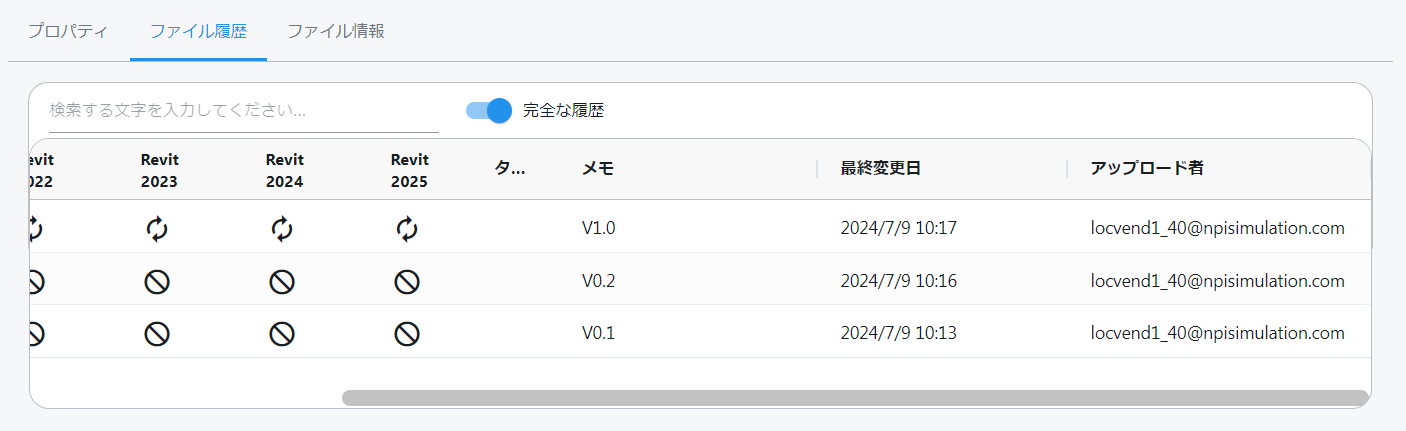 プロパティ ファイル履歴 ファイル情報
検索する文字を入力してください... 完全な履歴
evit Revit Revit Revit タ... メモ 最終変更日 アップロード者
022 2023 2024 2025
V1.0 2024/7/9 10:17 locvend1_40@npisimulation.com
V0.2 2024/7/9 10:16 locvend1_40@npisimulation.com
V0.1 2024/7/9 10:13 locvend1_40@npisimulation.com